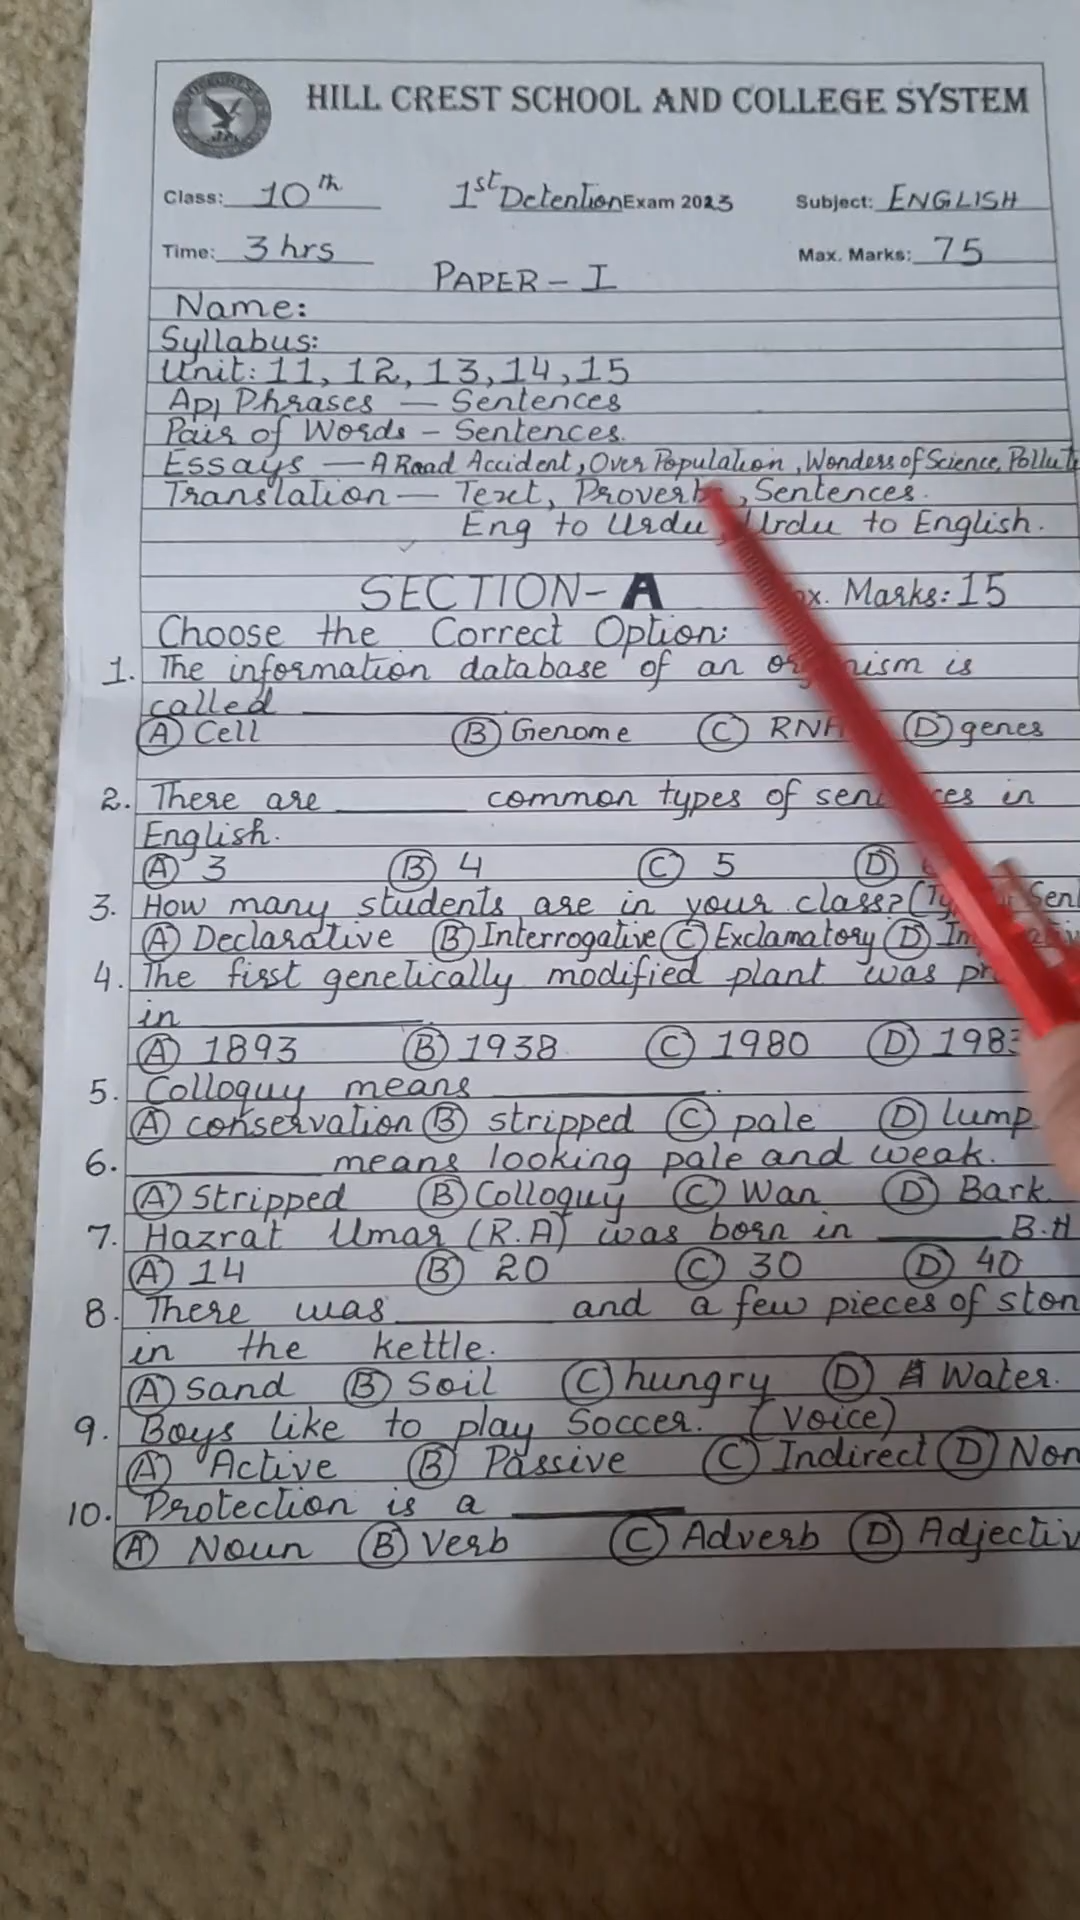 HILL CREST SCHOOL AND COLLEGE SYSTEM
Class: 10th 1st Detention Exam 2023 Subject: ENGLISH
Time: 3 hrs Max. Marks: 75
PAPER - I
Name:
Syllabus:
Unit: 11, 12, 13, 14, 15
Phrases — Sentences
Pair of Words - Sentences.
Essays — A Road Accident, Over Population, Wonders of Science, Pollut
Translation — Text, Proverbs, Sentences.
Eng to Urdu, Urdu to English.
SECTION-A Marks: 15
Choose the Correct Option:
1. The information database of an is
called
(A) Cell (B) Genome (C) RNA (D) genes
2. There are common types of in
English.
(A) 3 (B) 4 (C) 5 (D)
3. How many students are in your class? (
(A) Declarative (B) Interrogative (C) Exclamatory (D)
4. The first genetically modified plant was
in
(A) 1893 (B) 1938 (C) 1980 (D) 1983
5. Colloquy means .
(A) conservation (B) stripped (C) pale (D) lump
6. means looking pale and weak.
(A) Stripped (B) Colloquy (C) Wan (D) Bark
7. Hazrat Umar (R.A) was born in B.H
(A) 14 (B) 20 (C) 30 (D) 40
8. There was and a few pieces of ston
in the kettle.
(A) Sand (B) Soil (C) hungry (D) Water.
9. Boys like to play Soccer. (Voice)
(A) Active (B) Passive (C) Indirect (D) Non
10. Protection is a
(A) Noun (B) Verb (C) Adverb (D) Adjectiv